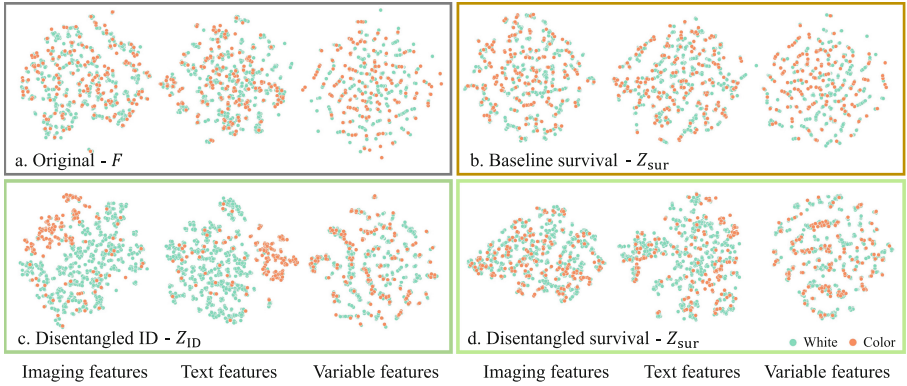 a. Original - F
b. Baseline survival - Z_sur
c. Disentangled ID - Z_ID
d. Disentangled survival - Z_sur
White
Color
Imaging features
Text features
Variable features
Imaging features
Text features
Variable features